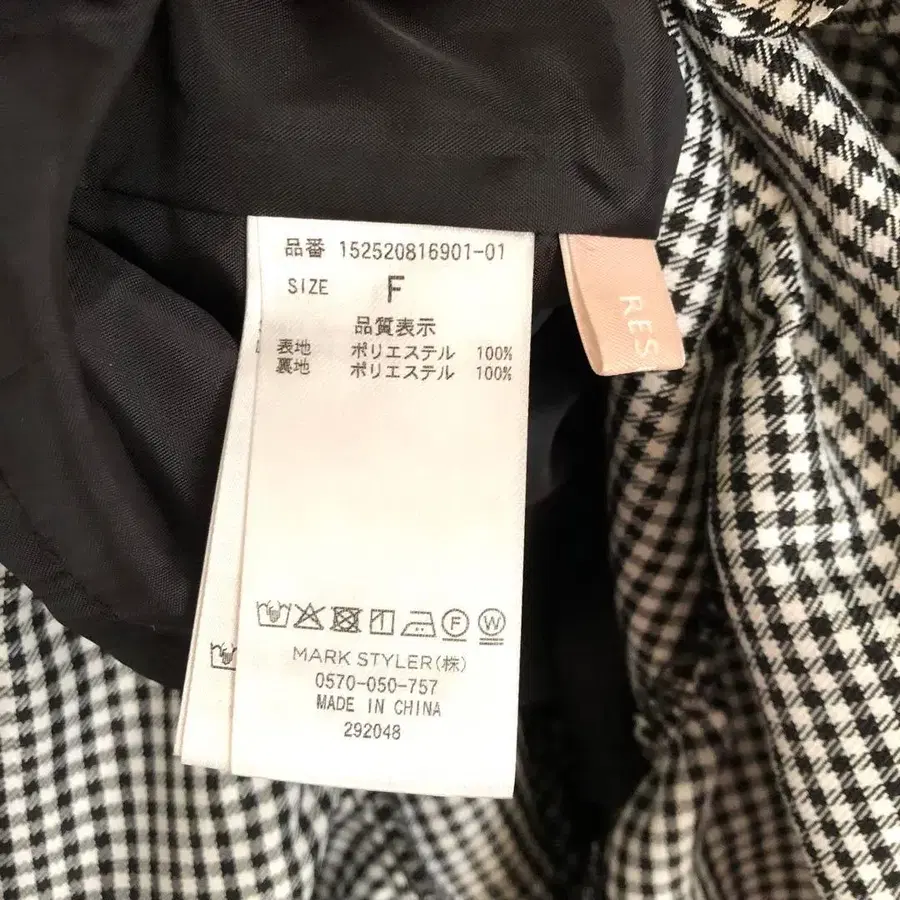 品番 152520816901-01
SIZE F
品質表示
表地 ポリエステル 100%
裏地 ポリエステル 100%
F W
MARK STYLER(株)
0570-050-757
MADE IN CHINA
292048
RES